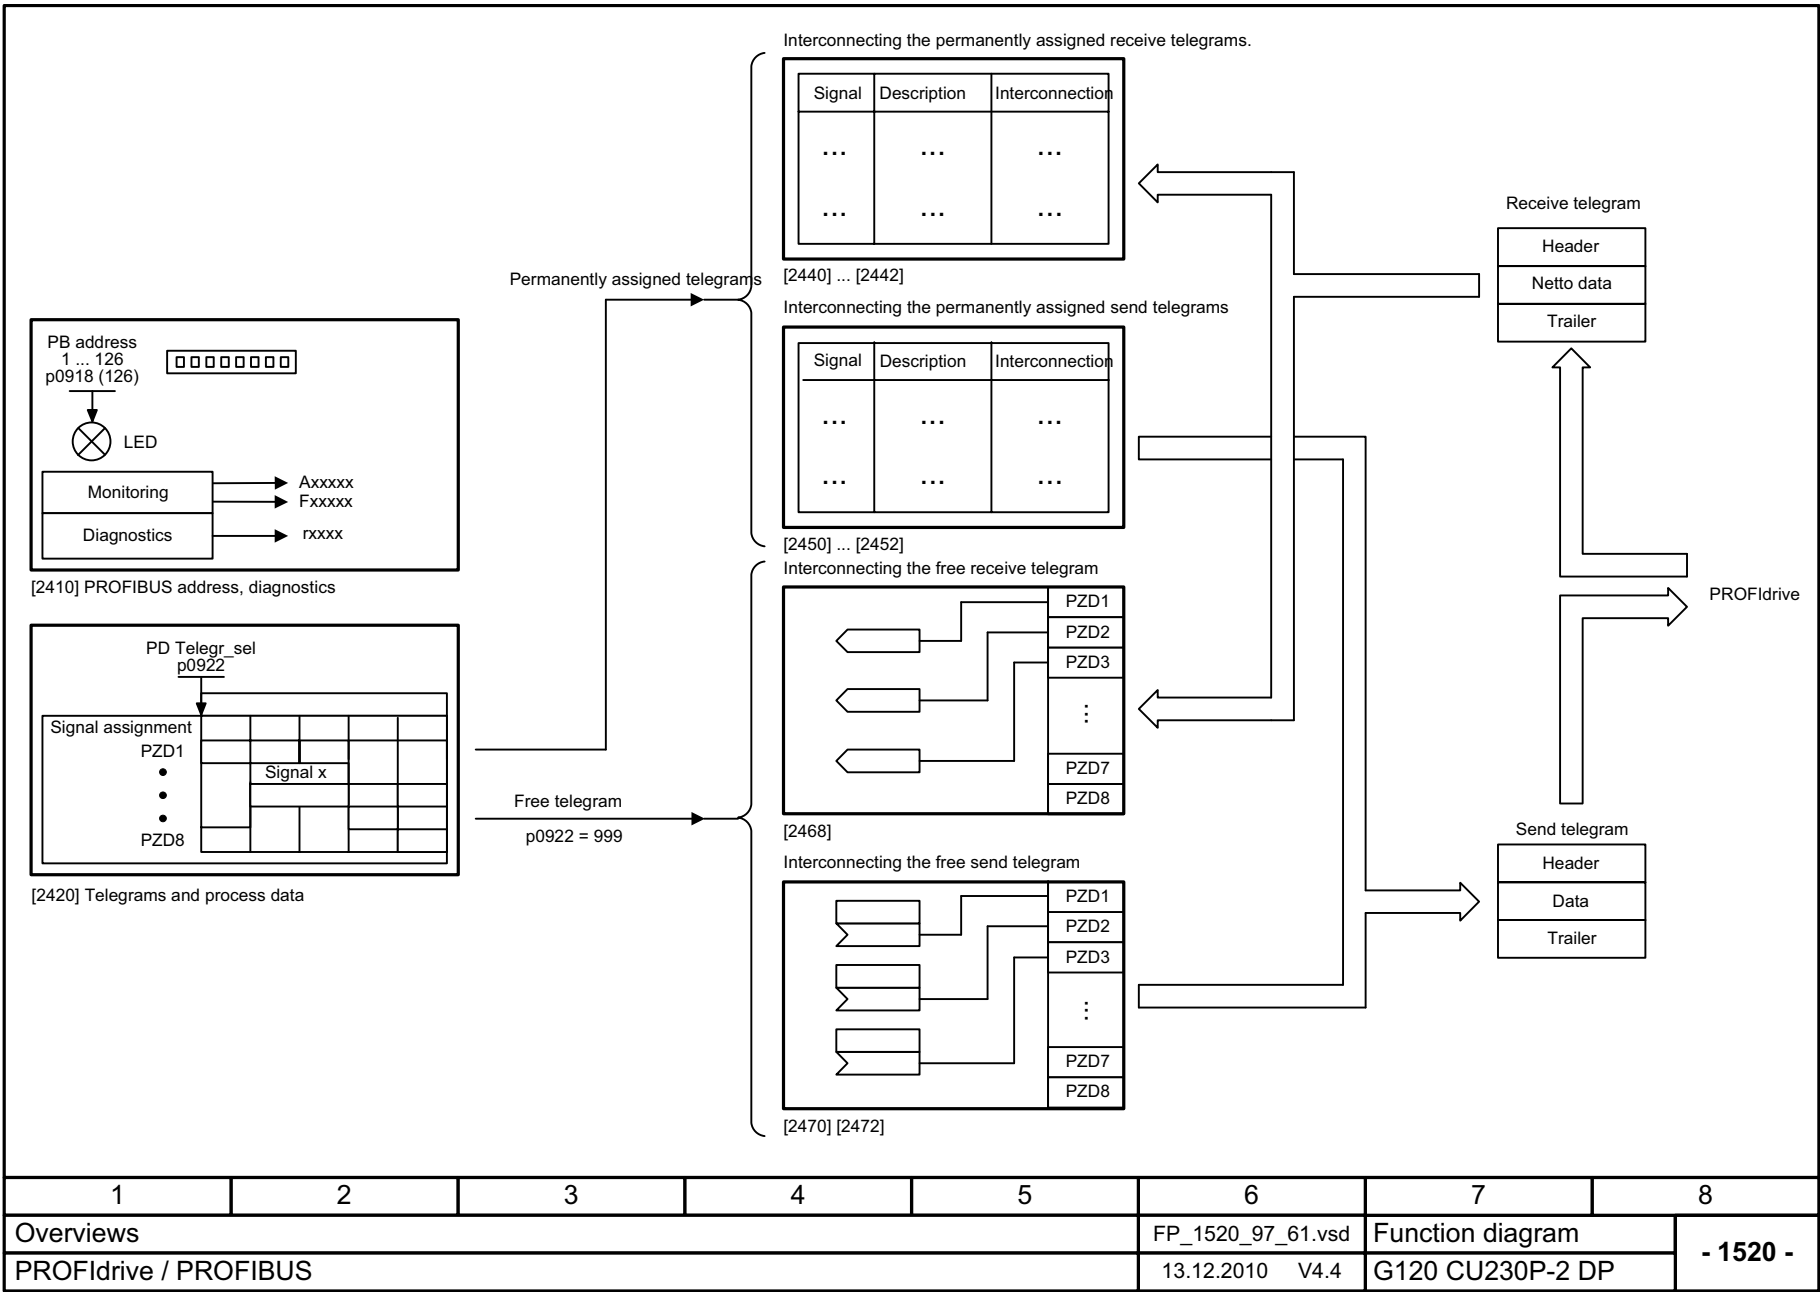 Interconnecting the permanently assigned receive telegrams.
Signal Description Interconnection
... ... ...
... ... ...
[2440] ... [2442]
Permanently assigned telegrams
Interconnecting the permanently assigned send telegrams
Signal Description Interconnection
... ... ...
... ... ...
[2450] ... [2452]
PB address
1 ... 126
p0918 (126)
LED
Monitoring
Axxxxx
Fxxxxx
Diagnostics
rxxxx
[2410] PROFIBUS address, diagnostics
PD Telegr_sel
p0922
Signal assignment
PZD1
Signal x
PZD8
[2420] Telegrams and process data
Free telegram
p0922 = 999
Interconnecting the free receive telegram
PZD1
PZD2
PZD3
⋮
PZD7
PZD8
[2468]
Interconnecting the free send telegram
PZD1
PZD2
PZD3
⋮
PZD7
PZD8
[2470] [2472]
Receive telegram
Header
Netto data
Trailer
PROFIdrive
Send telegram
Header
Data
Trailer
1 2 3 4 5 6 7 8
Overviews
FP_1520_97_61.vsd
Function diagram
- 1520 -
PROFIdrive / PROFIBUS
13.12.2010 V4.4
G120 CU230P-2 DP